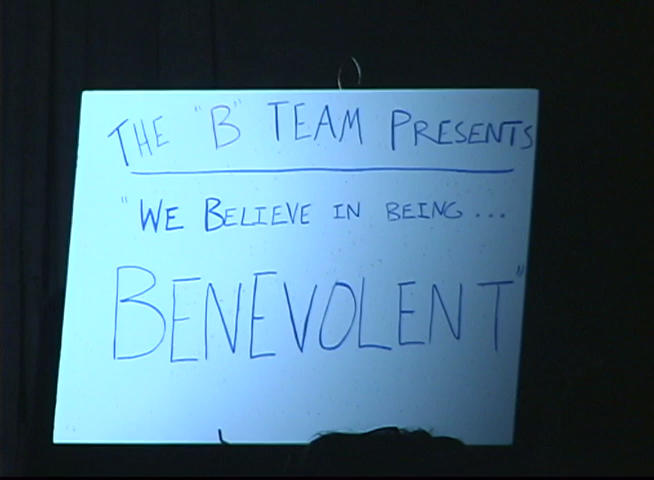 THE "B" TEAM PRESENTS
"WE BELIEVE IN BEING...
BENEVOLENT"